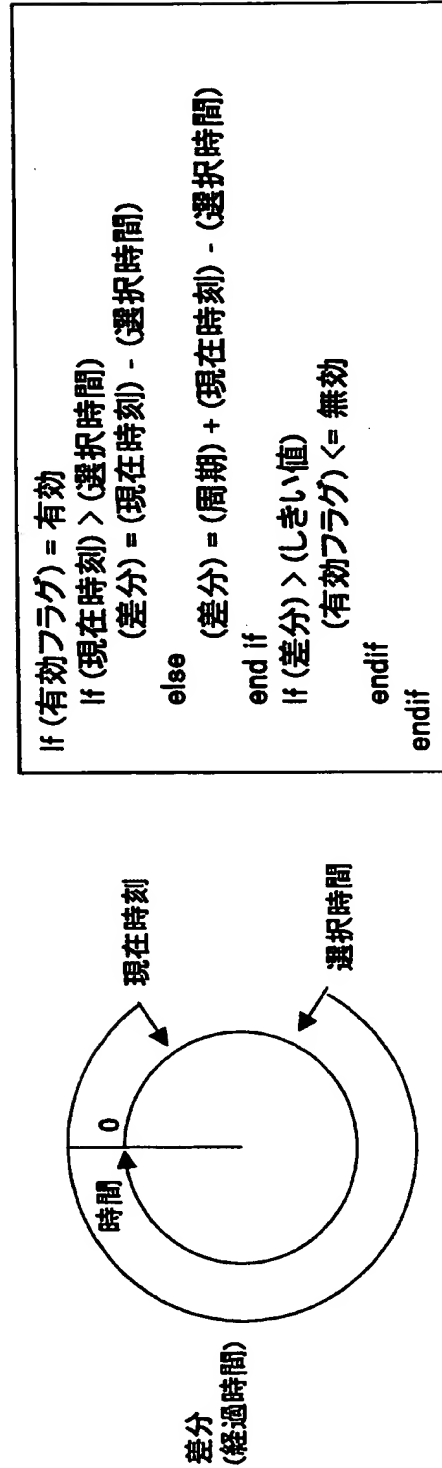 差分
(経過時間)
時間
0
現在時刻
選択時間
If (有効フラグ) = 有効
If (現在時刻) > (選択時間)
(差分) = (現在時刻) - (選択時間)
else
(差分) = (周期) + (現在時刻) - (選択時間)
end if
If (差分) > (しきい値)
(有効フラグ) <= 無効
endif
endif